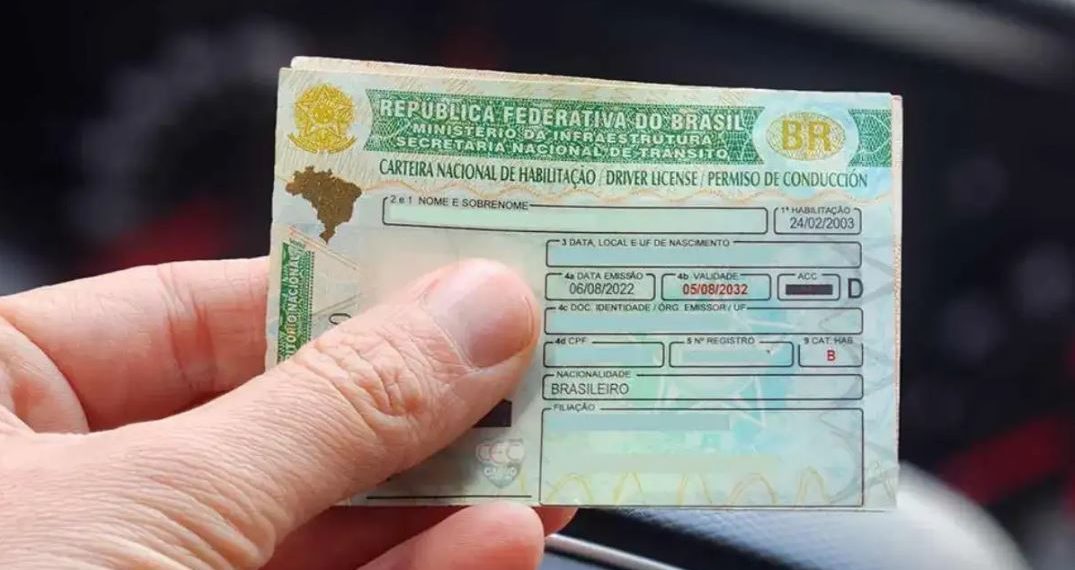 REPÚBLICA FEDERATIVA DO BRASIL
MINISTÉRIO DA INFRAESTRUTURA
SECRETARIA NACIONAL DE TRÂNSITO
BR
CARTEIRA NACIONAL DE HABILITAÇÃO / DRIVER LICENSE / PERMISO DE CONDUCCIÓN
2 e 1 NOME E SOBRENOME
1ª HABILITAÇÃO
24/02/2003
3 DATA, LOCAL E UF DE NASCIMENTO
4a DATA EMISSÃO
06/08/2022
4b VALIDADE
05/08/2032
ACC
D
4c DOC. IDENTIDADE / ÓRG. EMISSOR / UF
4d CPF
5 Nº REGISTRO
9 CAT. HAB.
B
NACIONALIDADE
BRASILEIRO
FILIAÇÃO
NACIONAL